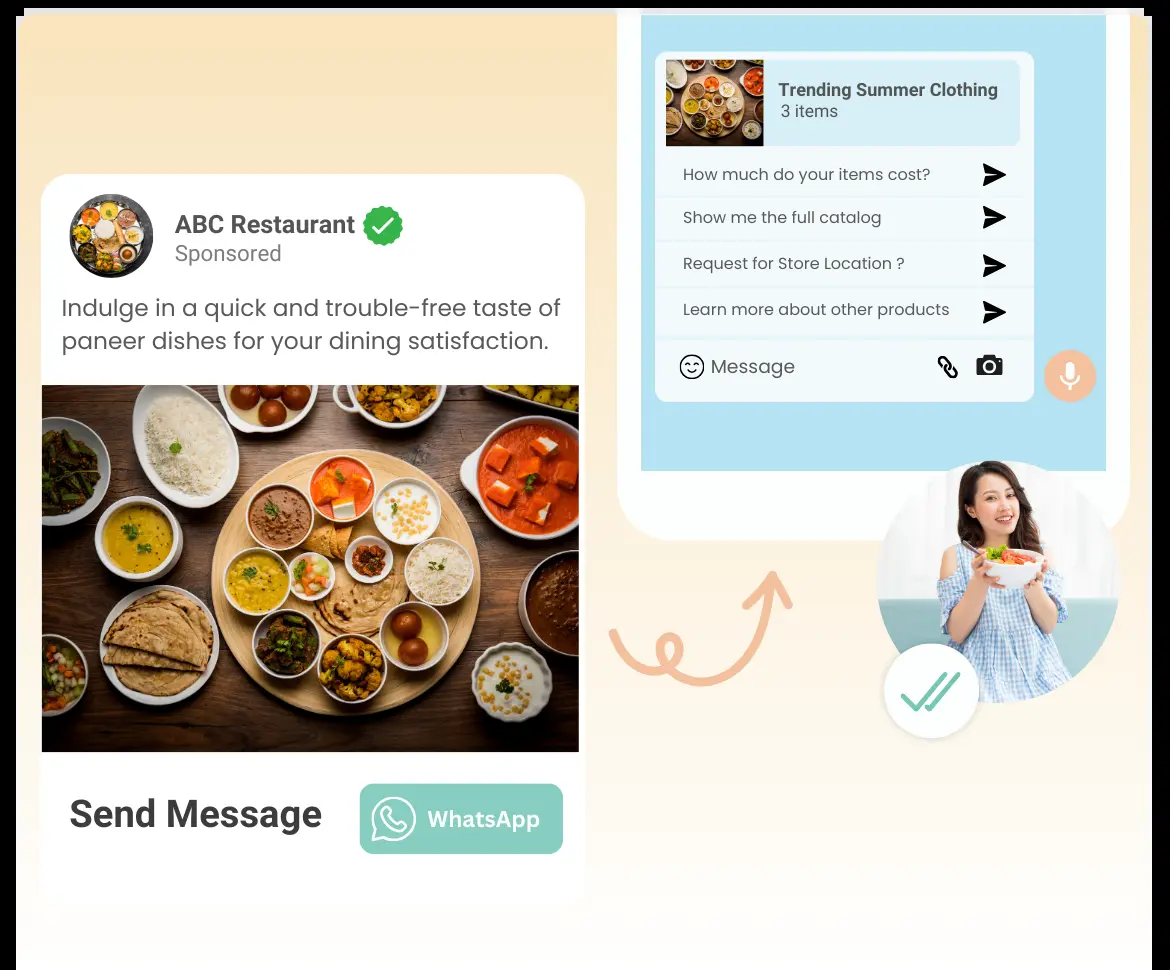 ABC Restaurant
Sponsored
Indulge in a quick and trouble-free taste of
paneer dishes for your dining satisfaction.
Send Message
WhatsApp
Trending Summer Clothing
3 items
How much do your items cost?
Show me the full catalog
Request for Store Location ?
Learn more about other products
Message